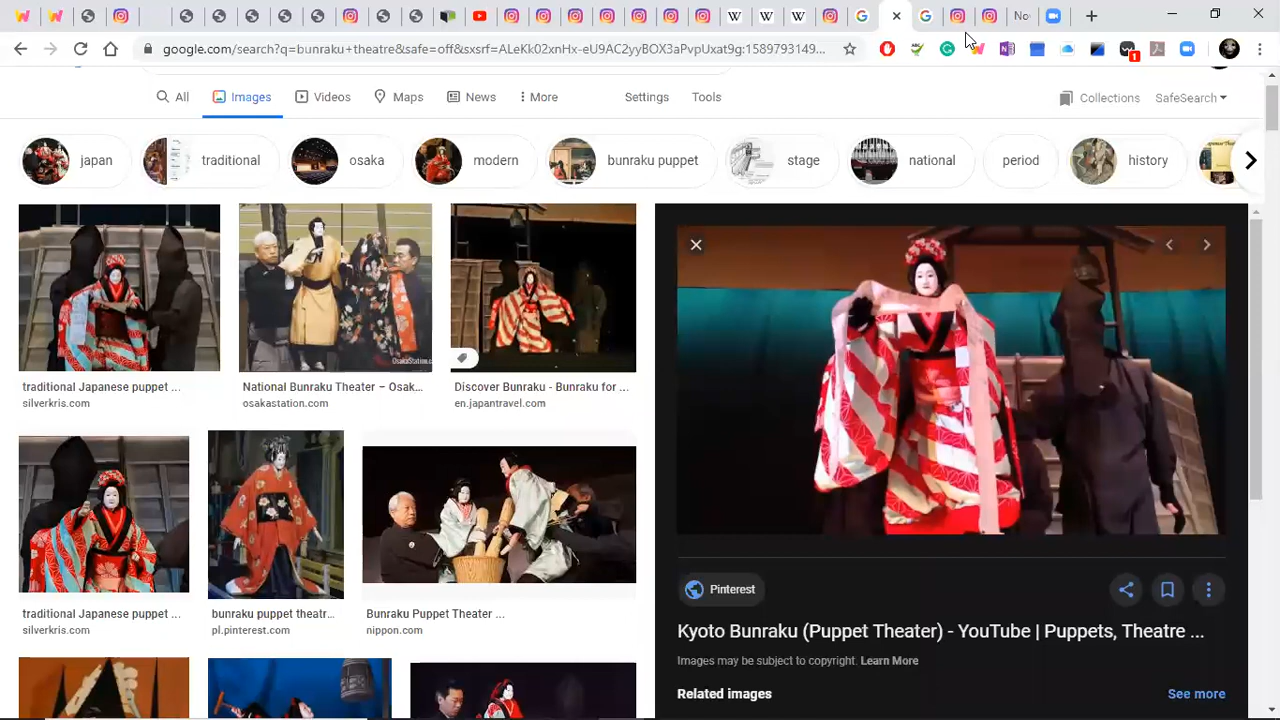 No
google.com/search?q=bunraku+theatre&safe=off&sxsrf=ALeKk02xnHx-eU9AC2yyBOX3aPvpUxat9g:1589793149...
1
All
Images
Videos
Maps
News
More
Settings
Tools
Collections
SafeSearch
japan
traditional
osaka
modern
bunraku puppet
stage
national
period
history
traditional Japanese puppet ...
silverkris.com
National Bunraku Theater – Osak...
osakastation.com
Discover Bunraku - Bunraku for ...
en.japantravel.com
traditional Japanese puppet ...
silverkris.com
bunraku puppet theatr...
pl.pinterest.com
Bunraku Puppet Theater ...
nippon.com
Pinterest
Kyoto Bunraku (Puppet Theater) - YouTube | Puppets, Theatre ...
Images may be subject to copyright. Learn More
Related images
See more